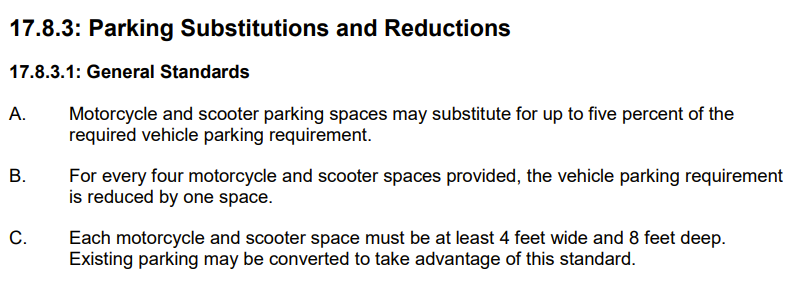 17.8.3: Parking Substitutions and Reductions
17.8.3.1: General Standards
A. Motorcycle and scooter parking spaces may substitute for up to five percent of the
required vehicle parking requirement.
B. For every four motorcycle and scooter spaces provided, the vehicle parking requirement
is reduced by one space.
C. Each motorcycle and scooter space must be at least 4 feet wide and 8 feet deep.
Existing parking may be converted to take advantage of this standard.